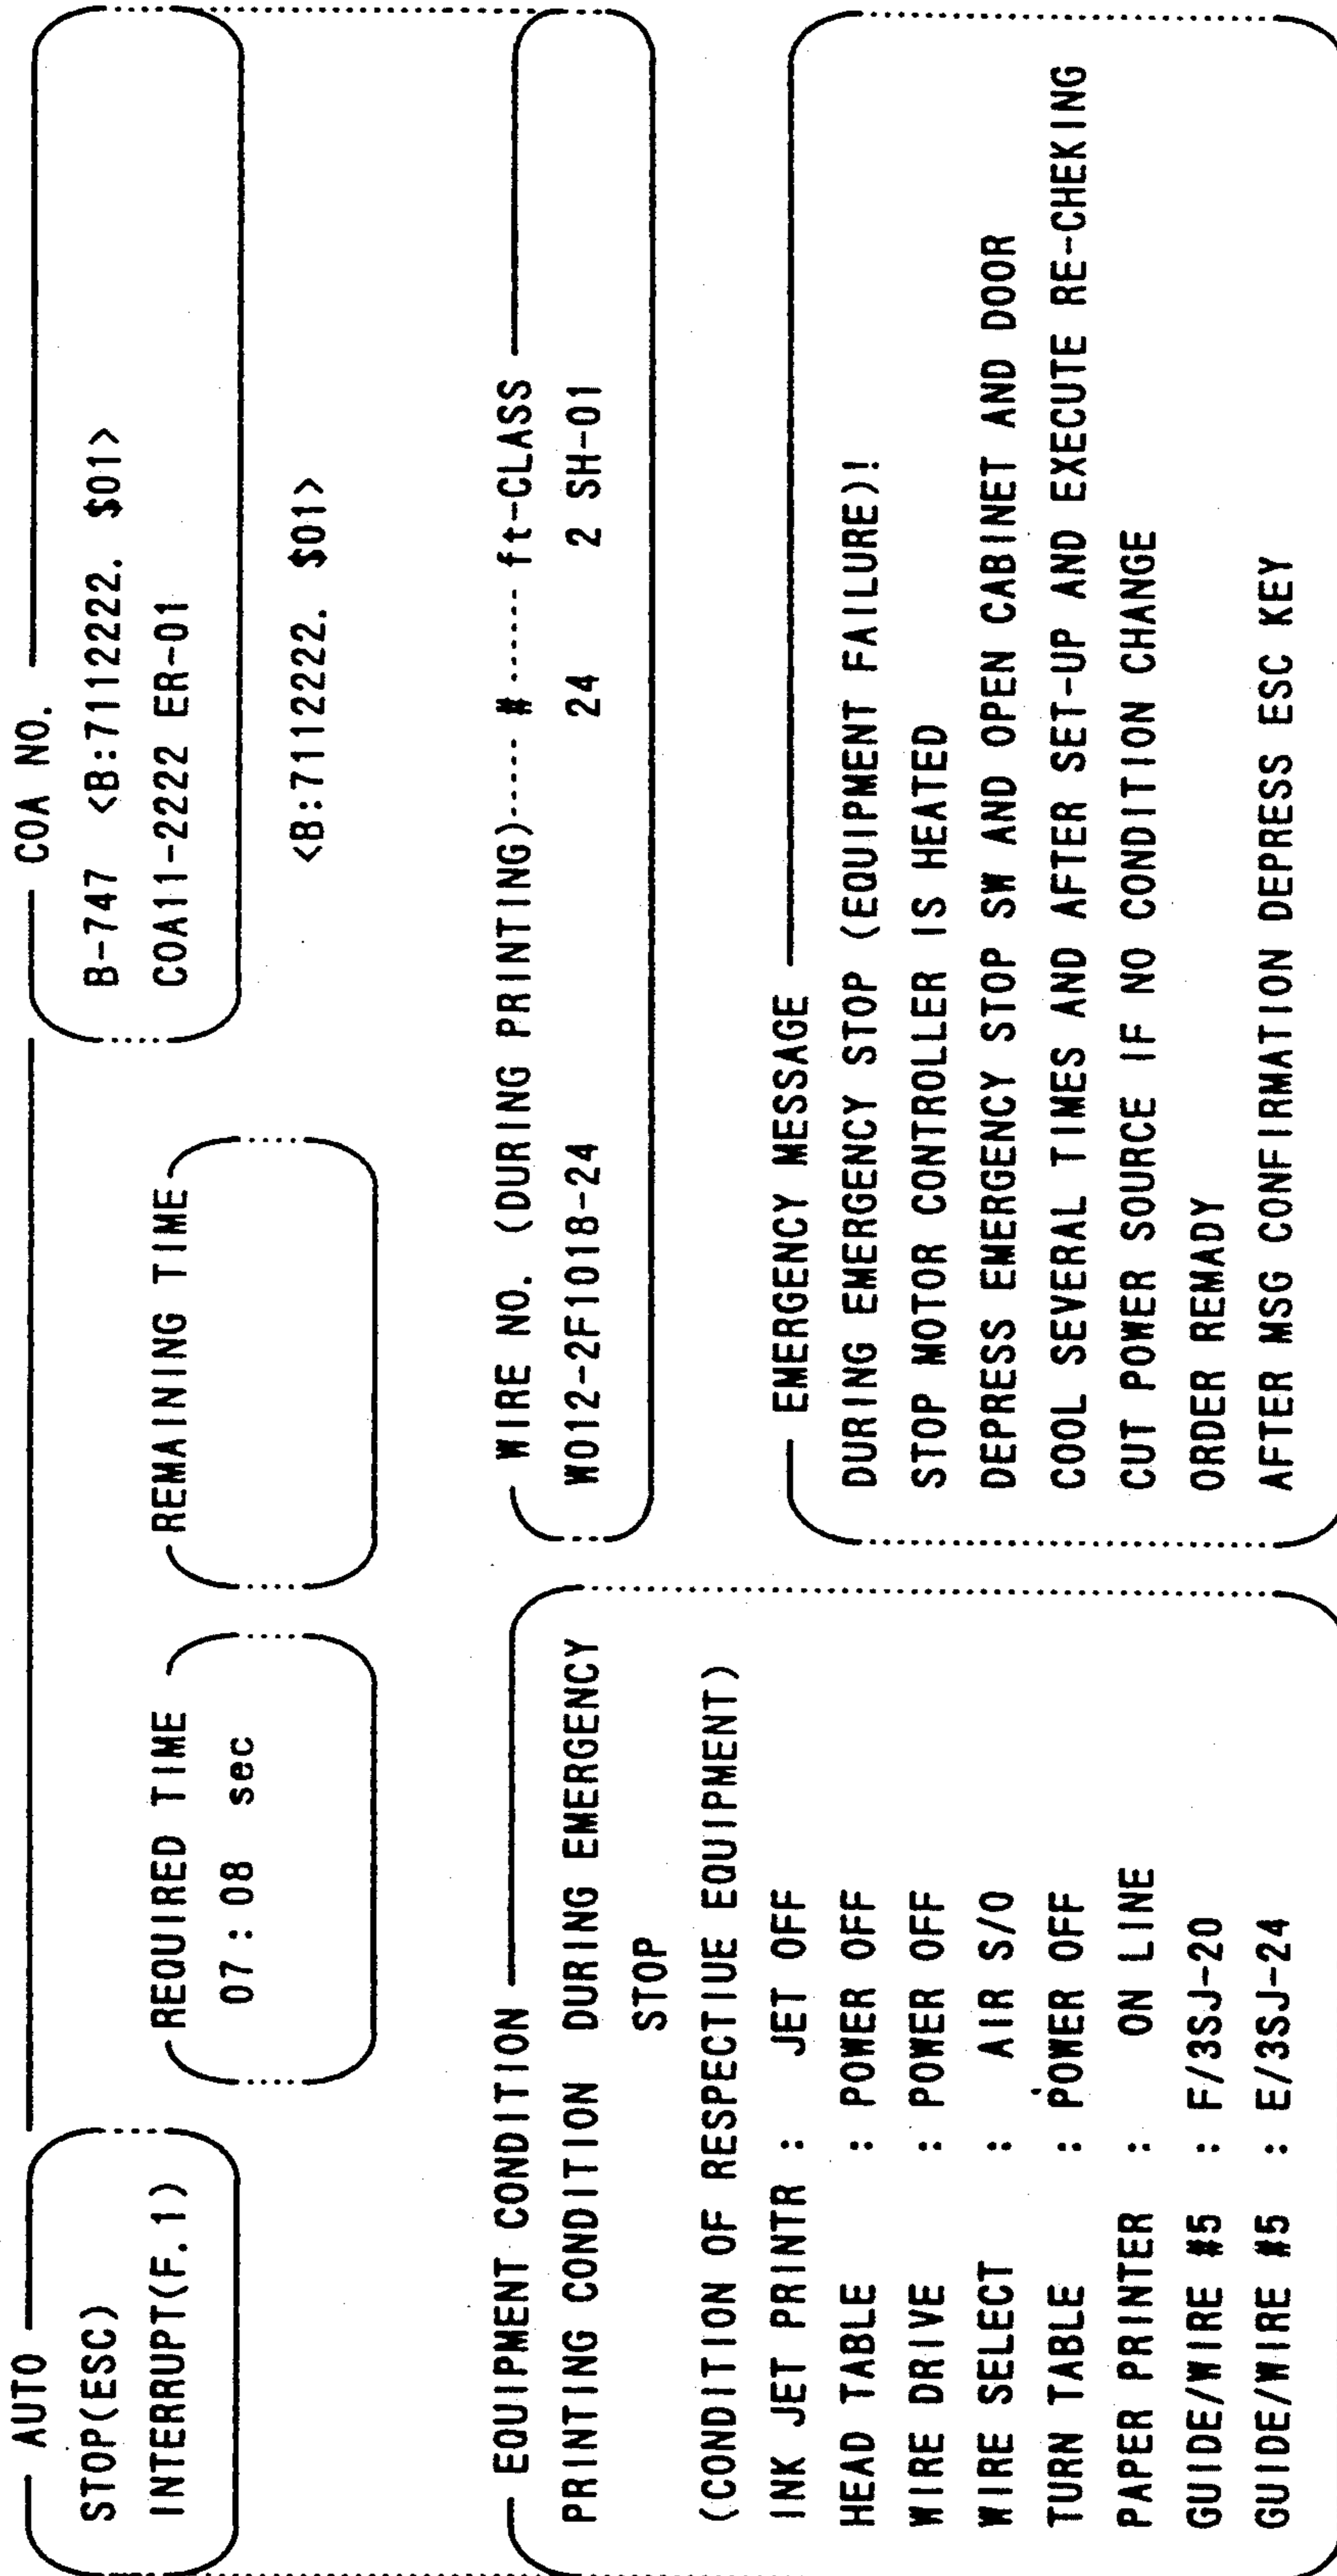 AUTO
STOP(ESC)
INTERRUPT(F.1)
REQUIRED TIME
07:08 sec
REMAINING TIME
COA NO.
B-747 <B:7112222. $01>
COA11-2222 ER-01
<B:7112222. $01>
EQUIPMENT CONDITION
PRINTING CONDITION DURING EMERGENCY
STOP
(CONDITION OF RESPECTIUE EQUIPMENT)
INK JET PRINTR : JET OFF
HEAD TABLE : POWER OFF
WIRE DRIVE : POWER OFF
WIRE SELECT : AIR S/O
TURN TABLE : POWER OFF
PAPER PRINTER : ON LINE
GUIDE/WIRE #5 : F/3SJ-20
GUIDE/WIRE #5 : E/3SJ-24
WIRE NO. (DURING PRINTING)----- #------ ft-CLASS
W012-2F1018-24 24 2 SH-01
EMERGENCY MESSAGE
DURING EMERGENCY STOP (EQUIPMENT FAILURE)!
STOP MOTOR CONTROLLER IS HEATED
DEPRESS EMERGENCY STOP SW AND OPEN CABINET AND DOOR
COOL SEVERAL TIMES AND AFTER SET-UP AND EXECUTE RE-CHEKING
CUT POWER SOURCE IF NO CONDITION CHANGE
ORDER REMADY
AFTER MSG CONFIRMATION DEPRESS ESC KEY